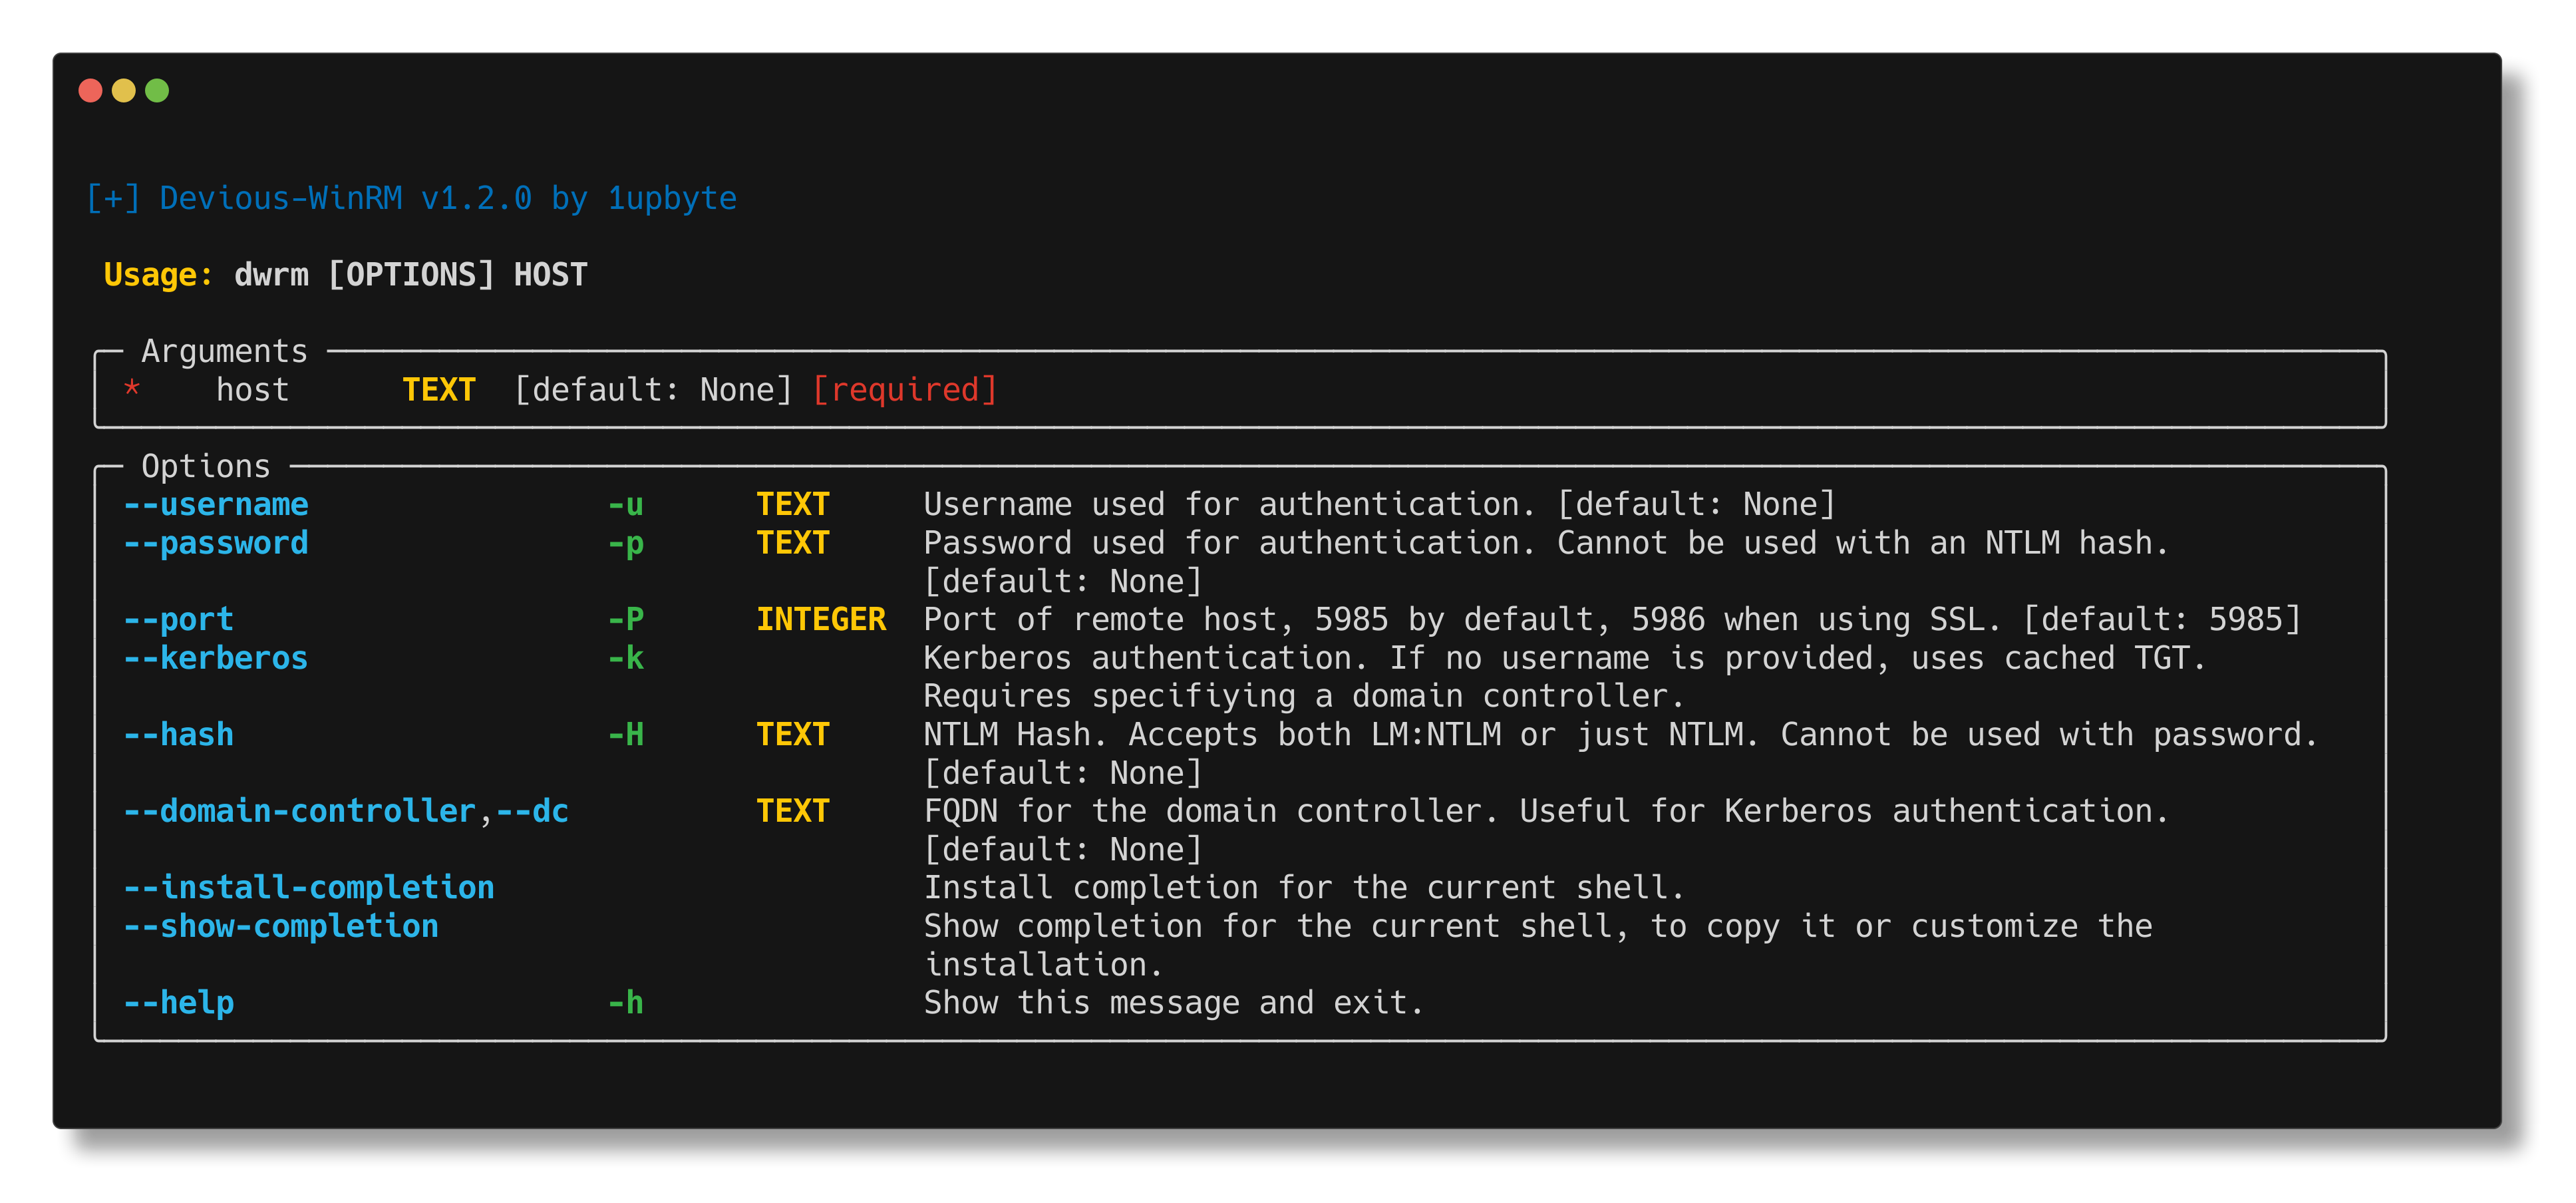 [+] Devious-WinRM v1.2.0 by 1upbyte
Usage: dwrm [OPTIONS] HOST
Arguments
* host TEXT [default: None] [required]
Options
--username -u TEXT Username used for authentication. [default: None]
--password -p TEXT Password used for authentication. Cannot be used with an NTLM hash.
[default: None]
--port -P INTEGER Port of remote host, 5985 by default, 5986 when using SSL. [default: 5985]
--kerberos -k Kerberos authentication. If no username is provided, uses cached TGT.
Requires specifiying a domain controller.
--hash -H TEXT NTLM Hash. Accepts both LM:NTLM or just NTLM. Cannot be used with password.
[default: None]
--domain-controller,--dc TEXT FQDN for the domain controller. Useful for Kerberos authentication.
[default: None]
--install-completion Install completion for the current shell.
--show-completion Show completion for the current shell, to copy it or customize the
installation.
--help -h Show this message and exit.